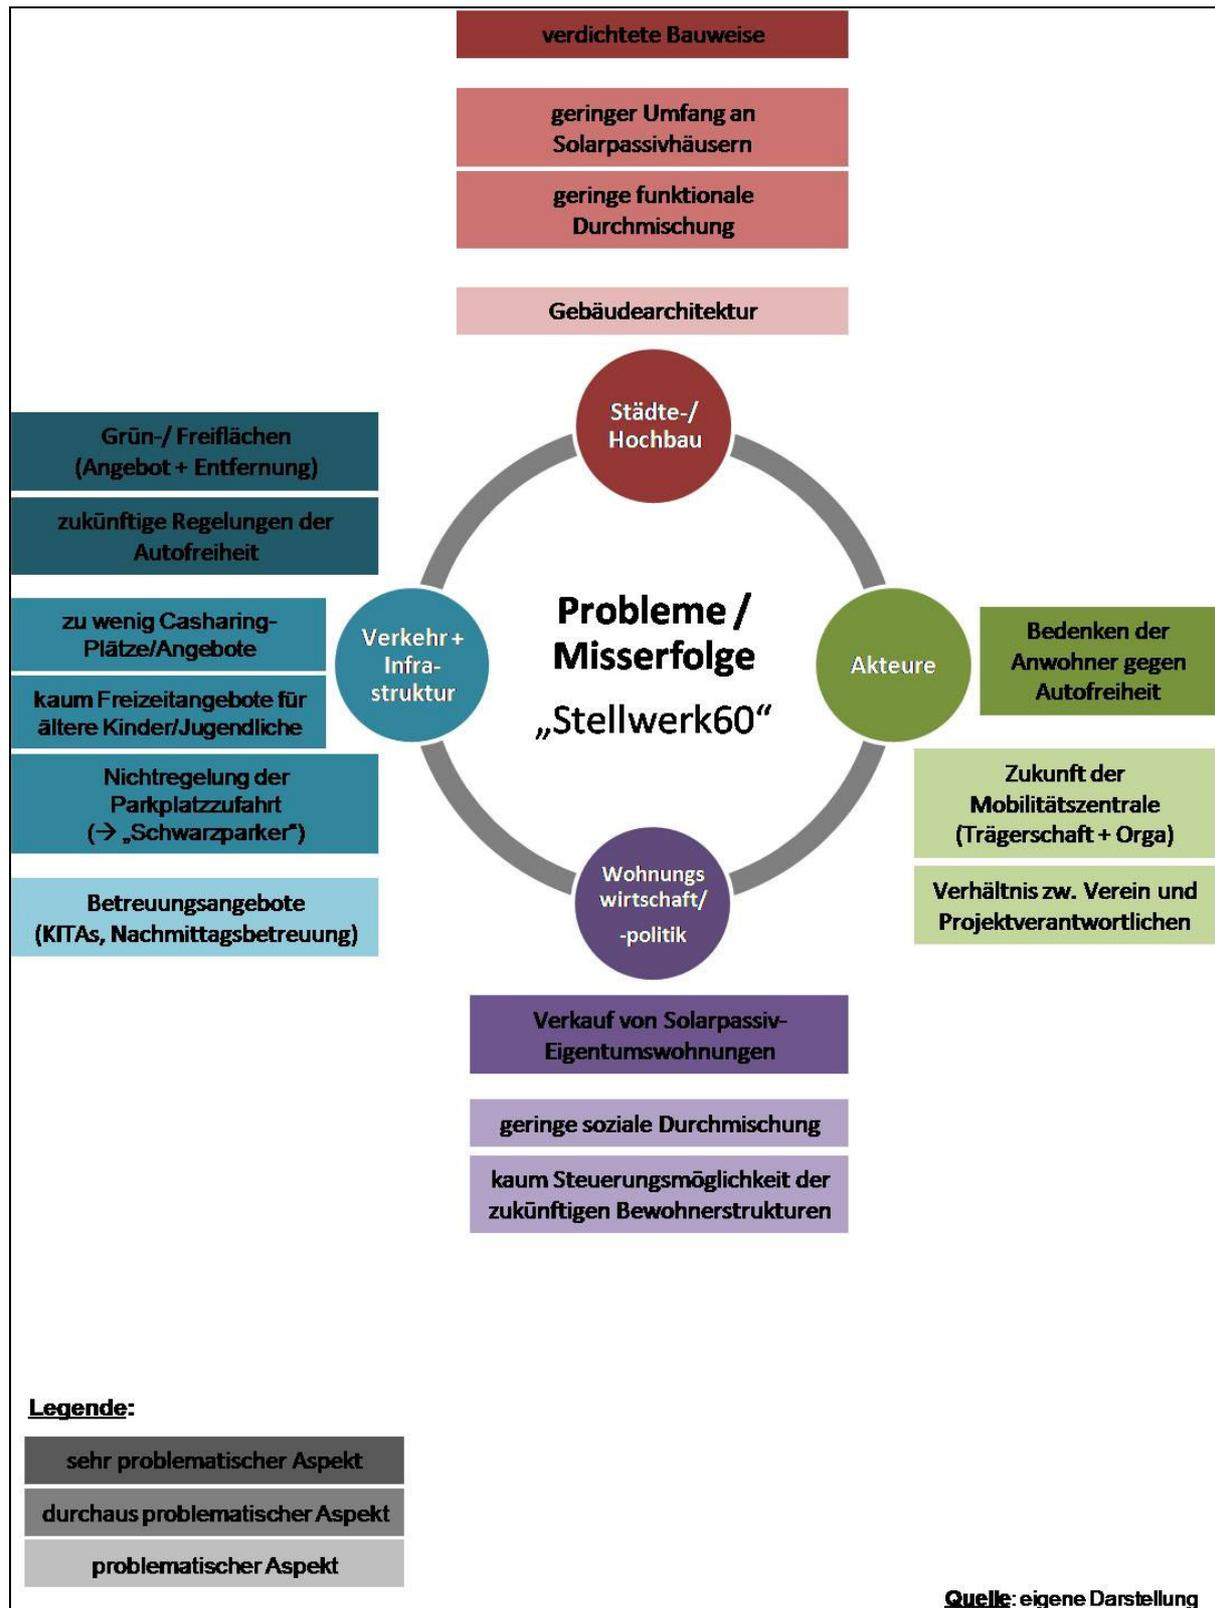 verdichtete Bauweise
geringer Umfang an
Solarpassivhäusern
geringe funktionale
Durchmischung
Gebäudearchitektur
Städte-/
Hochbau
Grün-/ Freiflächen
(Angebot + Entfernung)
zukünftige Regelungen der
Autofreiheit
zu wenig Casharing-
Plätze/Angebote
kaum Freizeitangebote für
ältere Kinder/Jugendliche
Nichtregelung der
Parkplatzzufahrt
(→ „Schwarzparker“)
Betreuungsangebote
(KITAs, Nachmittagsbetreuung)
Verkehr +
Infra-
struktur
Probleme /
Misserfolge
„Stellwerk60“
Akteure
Bedenken der
Anwohner gegen
Autofreiheit
Zukunft der
Mobilitätszentrale
(Trägerschaft + Orga)
Verhältnis zw. Verein und
Projektverantwortlichen
Wohnungs
wirtschaft/
-politik
Verkauf von Solarpassiv-
Eigentumswohnungen
geringe soziale Durchmischung
kaum Steuerungsmöglichkeit der
zukünftigen Bewohnerstrukturen
Legende:
sehr problematischer Aspekt
durchaus problematischer Aspekt
problematischer Aspekt
Quelle: eigene Darstellung